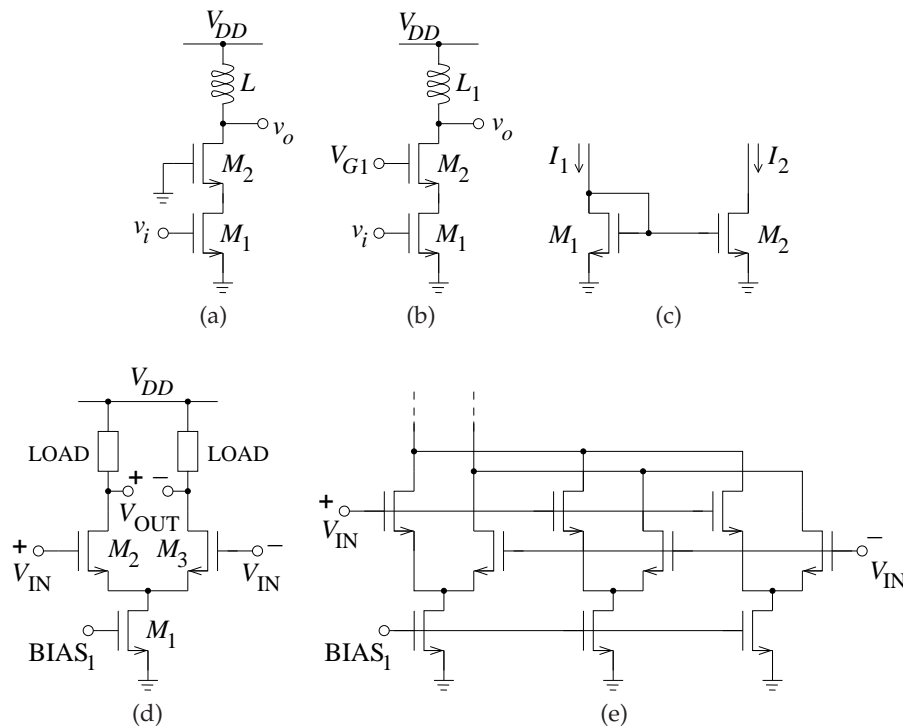 V_DD
L
v_o
M_2
v_i
M_1
(a)
V_DD
L_1
v_o
V_G1
M_2
v_i
M_1
(b)
I_1
I_2
M_1
M_2
(c)
V_DD
LOAD
LOAD
+
−
V_OUT
+
V_IN
M_2
M_3
−
V_IN
M_1
BIAS_1
(d)
+
V_IN
−
V_IN
BIAS_1
(e)